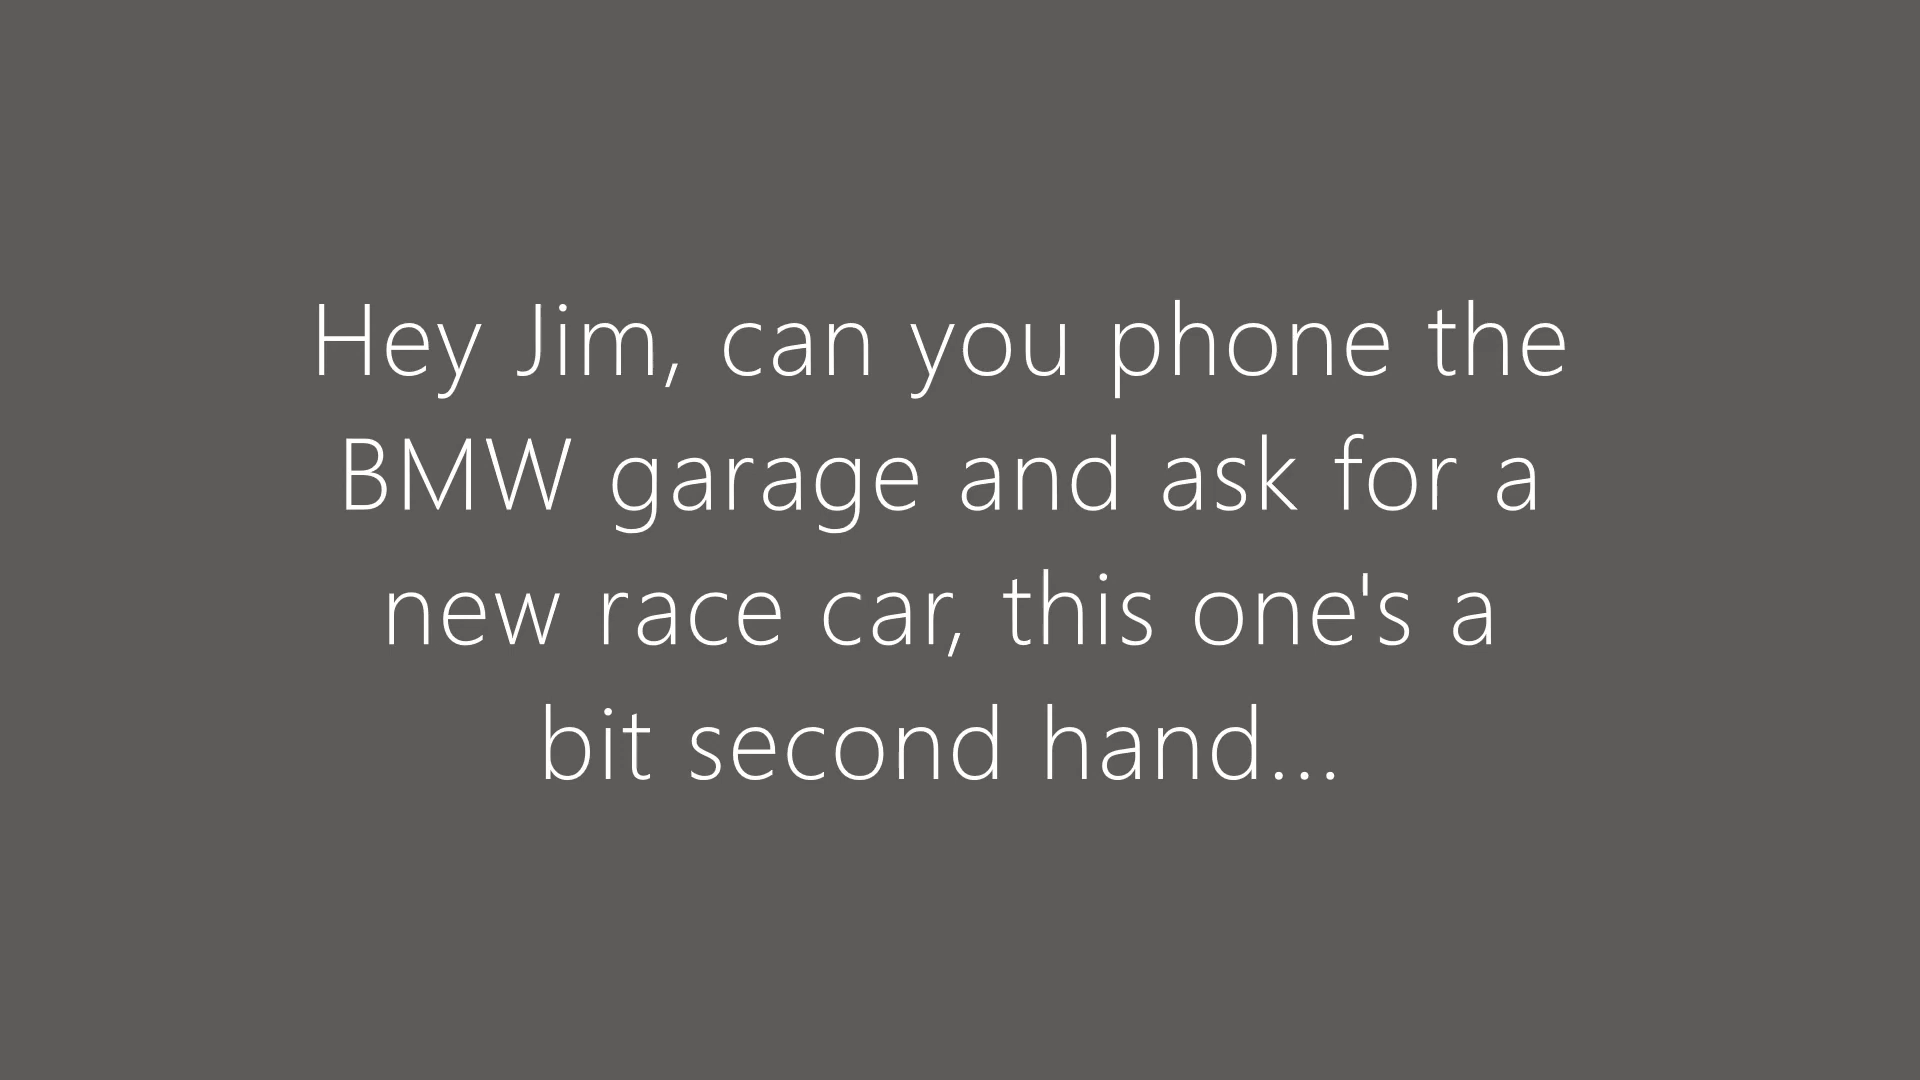 Hey Jim, can you phone the
BMW garage and ask for a
new race car, this one's a
bit second hand...